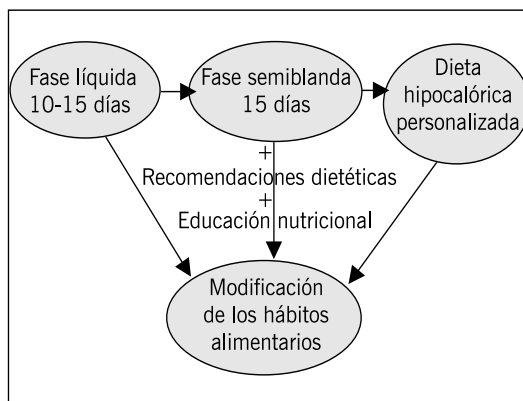 Fase líquida
10-15 días
Fase semiblanda
15 días
Dieta
hipocalórica
personalizada
+
Recomendaciones dietéticas
+
Educación nutricional
Modificación
de los hábitos
alimentarios